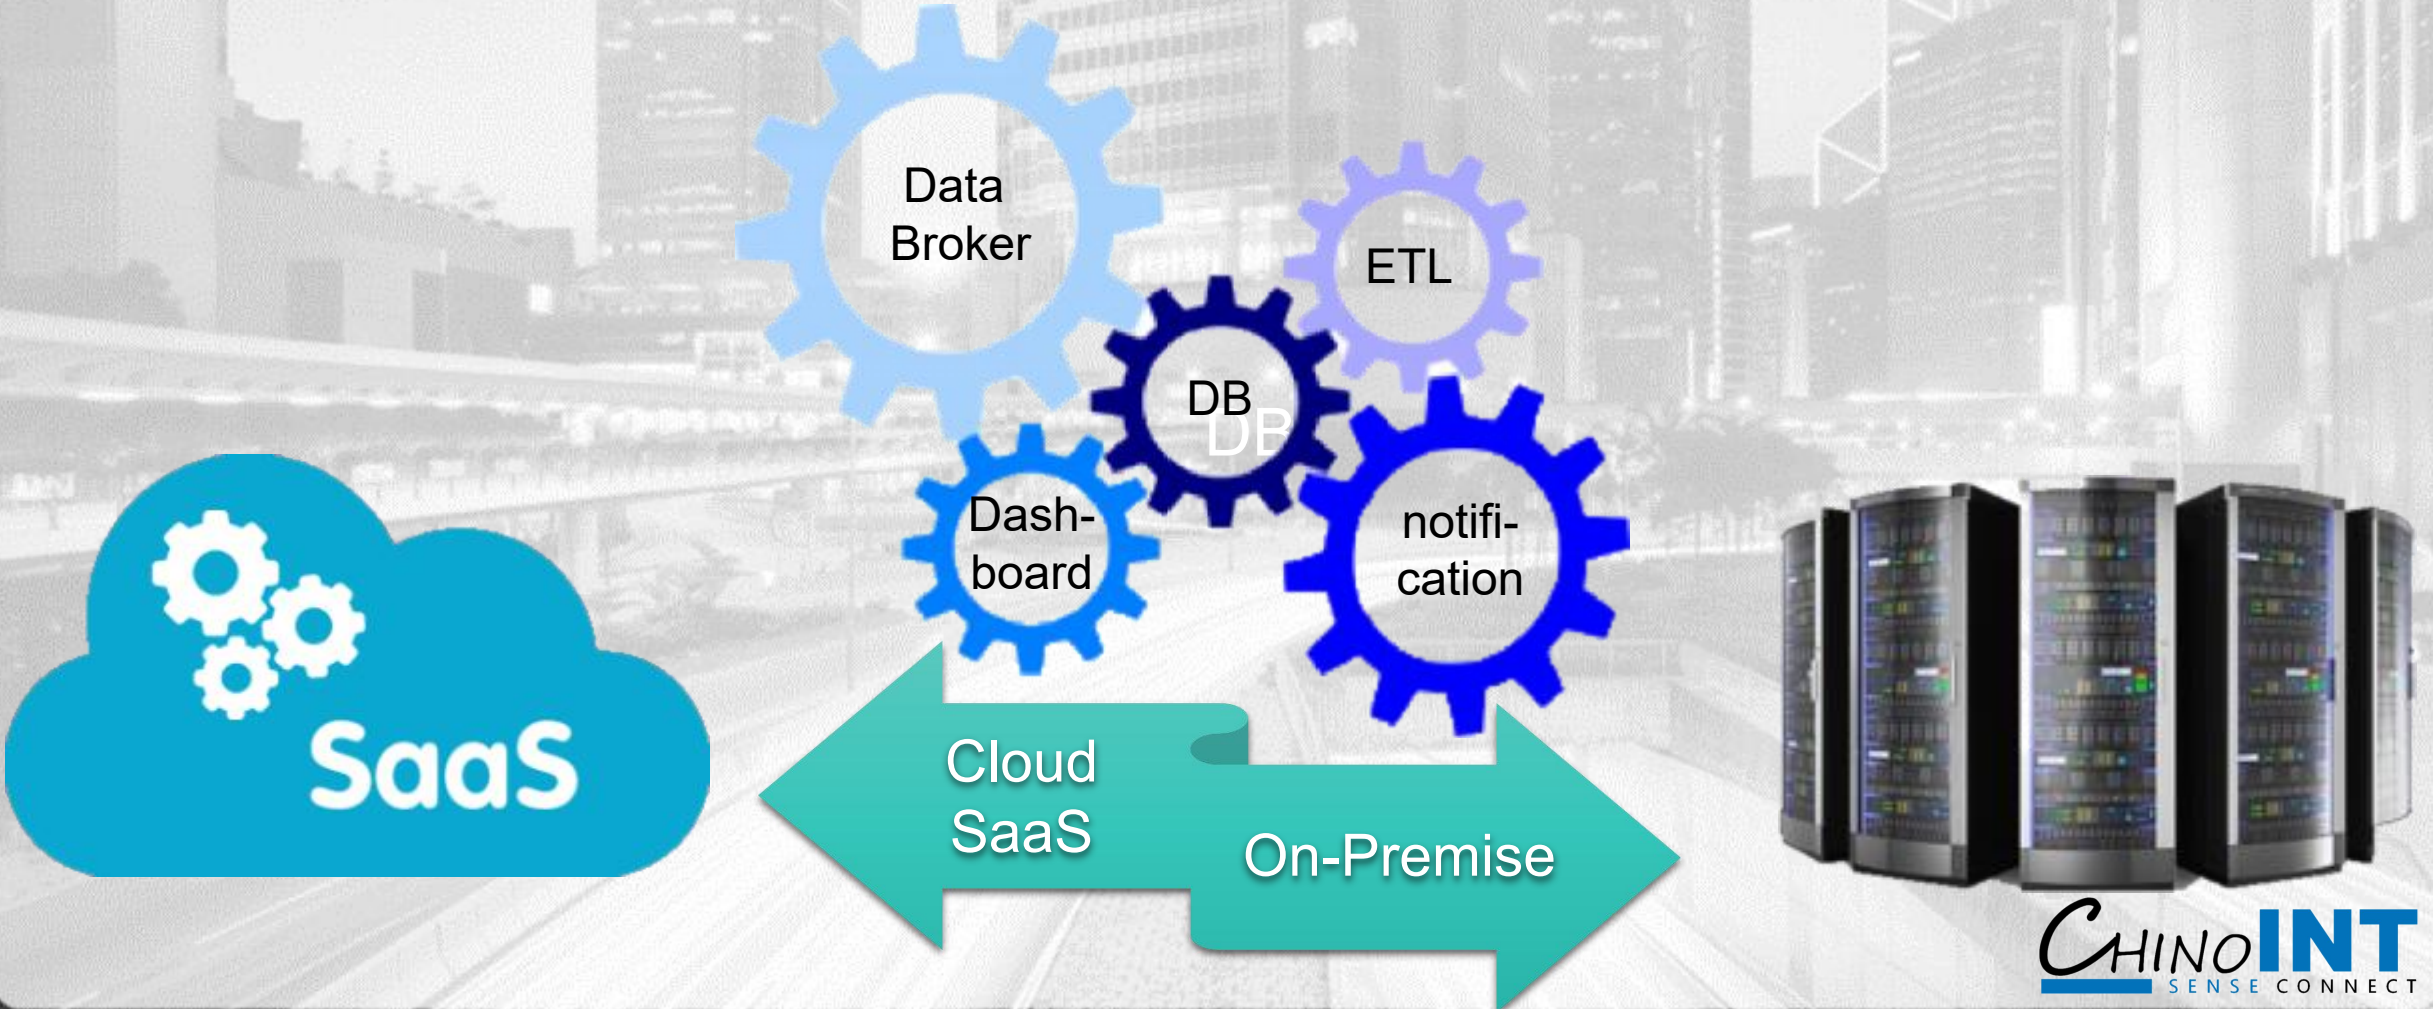 Data
Broker
ETL
DB
DB
Dash-
board
notifi-
cation
SaaS
Cloud
SaaS
On-Premise
CHINOINT
SENSE CONNECT